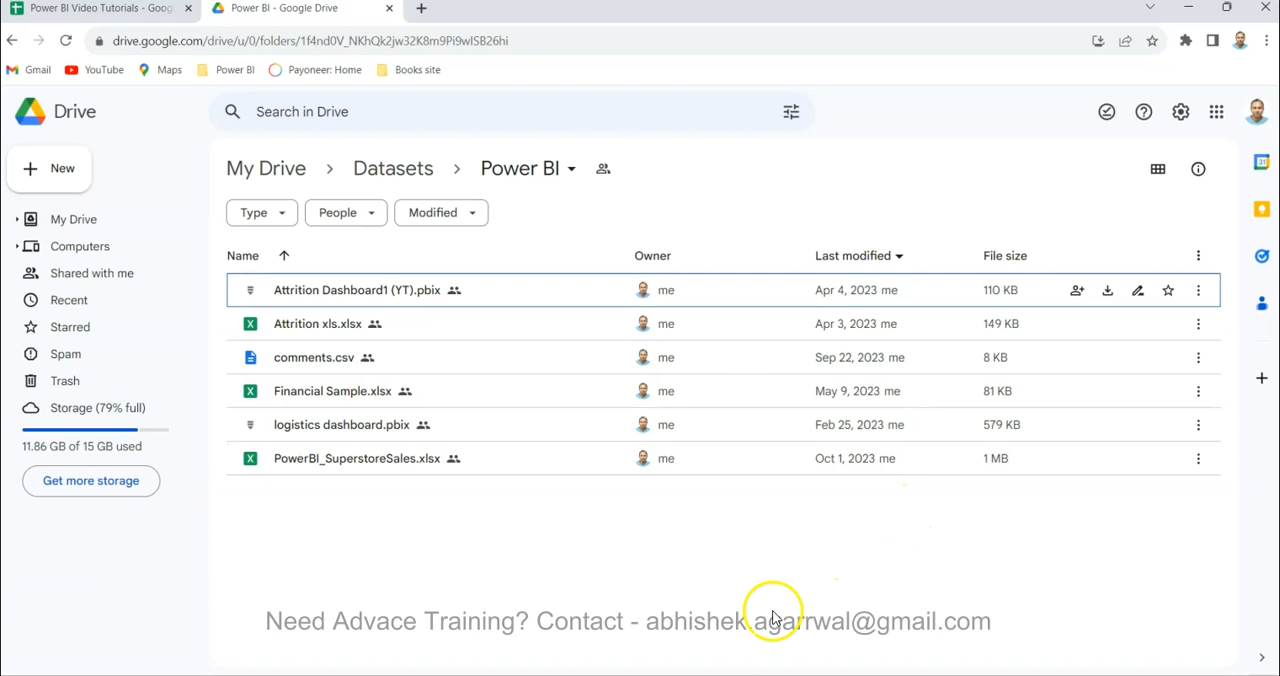 Power BI Video Tutorials - Goog
Power BI - Google Drive
drive.google.com/drive/u/0/folders/1f4nd0V_NKhQk2jw32K8m9Pi9wISB26hi
Gmail
YouTube
Maps
Power BI
Payoneer: Home
Books site
Drive
Search in Drive
New
My Drive
Computers
Shared with me
Recent
Starred
Spam
Trash
Storage (79% full)
11.86 GB of 15 GB used
Get more storage
My Drive > Datasets > Power BI
Type
People
Modified
Name Owner Last modified File size
Attrition Dashboard1 (YT).pbix me Apr 4, 2023 me 110 KB
Attrition xls.xlsx me Apr 3, 2023 me 149 KB
comments.csv me Sep 22, 2023 me 8 KB
Financial Sample.xlsx me May 9, 2023 me 81 KB
logistics dashboard.pbix me Feb 25, 2023 me 579 KB
PowerBI_SuperstoreSales.xlsx me Oct 1, 2023 me 1 MB
Need Advace Training? Contact - abhishek.agarrwal@gmail.com
31